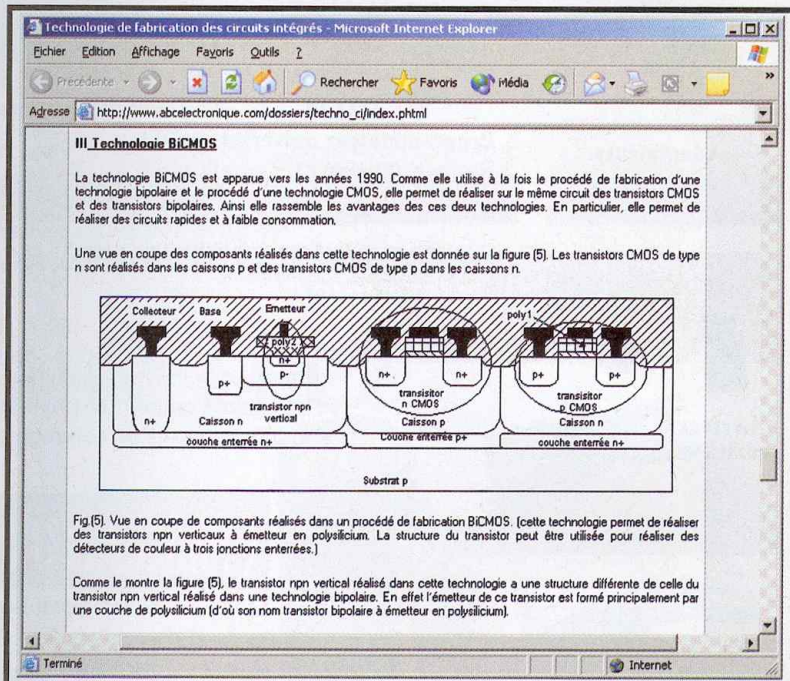 Technologie de fabrication des circuits intégrés - Microsoft Internet Explorer
Fichier Edition Affichage Favoris Outils ?
Précédente Rechercher Favoris Média »
Adresse http://www.abcelectronique.com/dossiers/techno_ci/index.phtml
III Technologie BiCMOS
La technologie BiCMOS est apparue vers les années 1990. Comme elle utilise à la fois le procédé de fabrication d'une
technologie bipolaire et le procédé d'une technologie CMOS, elle permet de réaliser sur le même circuit des transistors CMOS
et des transistors bipolaires. Ainsi elle rassemble les avantages des ces deux technologies. En particulier, elle permet de
réaliser des circuits rapides et à faible consommation.
Une vue en coupe des composants réalisés dans cette technologie est donnée sur la figure (5). Les transistors CMOS de type
n sont réalisés dans les caissons p et des transistors CMOS de type p dans les caissons n.
Collecteur Base Emetteur poly1
poly2
n+
p-
p+
n+ n+
p+ p+
transistor npn
vertical
transisitor
n CMOS
transisitor
p CMOS
n+ Caisson n Caisson p Caisson n
couche enterrée n+ Couche enterrée p+ couche enterrée n+
Substrat p
Fig.(5). Vue en coupe de composants réalisés dans un procédé de fabrication BiCMOS. (cette technologie permet de réaliser
des transistors npn verticaux à émetteur en polysilicium. La structure du transistor peut être utilisée pour réaliser des
détecteurs de couleur à trois jonctions enterrées.)
Comme le montre la figure (5), le transistor npn vertical réalisé dans cette technologie a une structure différente de celle du
transistor npn vertical réalisé dans une technologie bipolaire. En effet l'émetteur de ce transistor est formé principalement par
une couche de polysilicium (d'où son nom transistor bipolaire à émetteur en polysilicium).
Terminé Internet